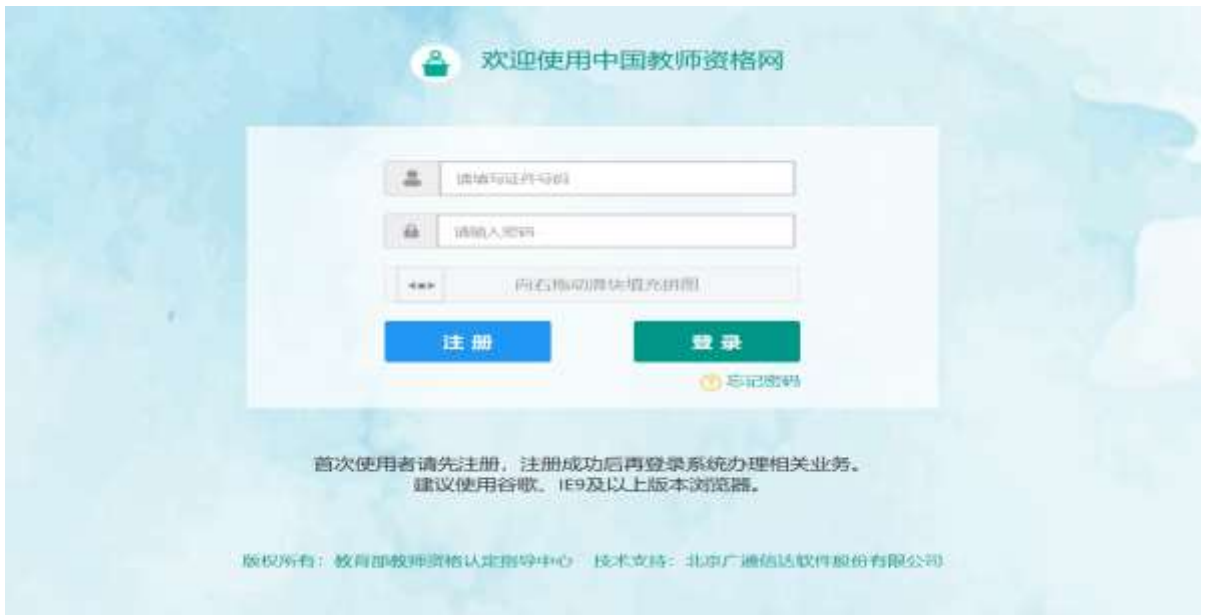 欢迎使用中国教师资格网
请填写证件号码
请输入密码
向右拖动滑块填充拼图
注 册
登 录
忘记密码
首次使用者请先注册，注册成功后再登录系统办理相关业务。
建议使用谷歌、IE9及以上版本浏览器。
版权所有：教育部教师资格认定指导中心 技术支持：北京广通信达软件股份有限公司